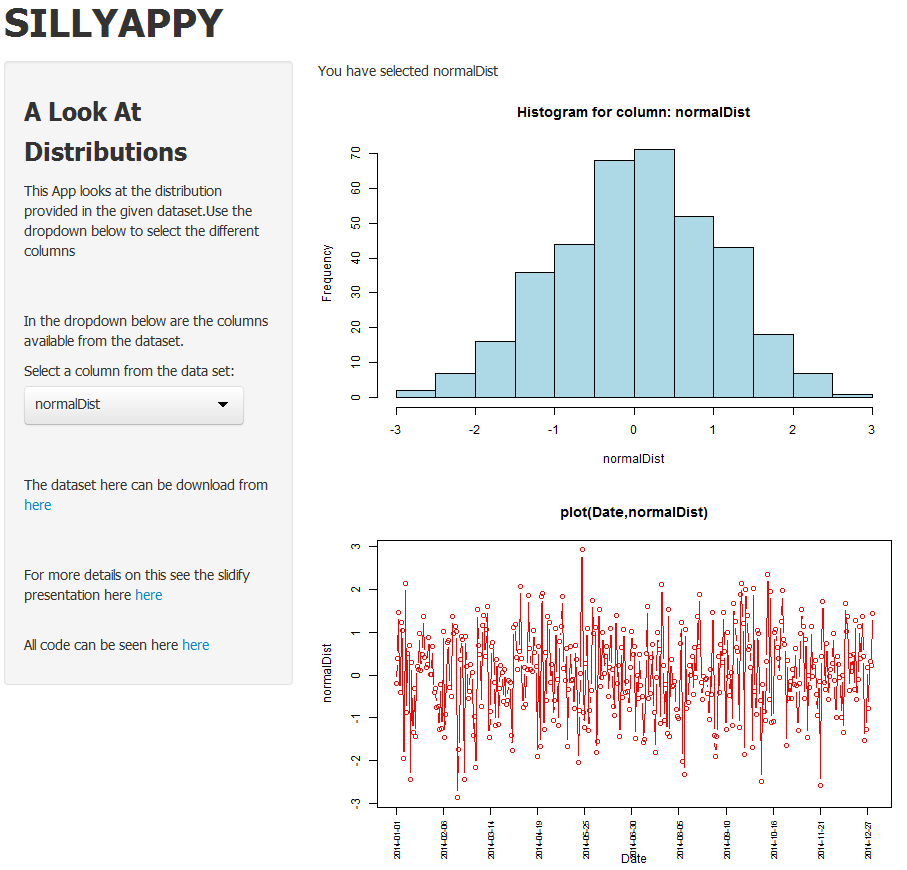 SILLYAPPY
A Look At
Distributions
This App looks at the distribution
provided in the given dataset.Use the
dropdown below to select the different
columns
In the dropdown below are the columns
available from the dataset.
Select a column from the data set:
normalDist
The dataset here can be download from
here
For more details on this see the slidify
presentation here here
All code can be seen here here
You have selected normalDist
Histogram for column: normalDist
Frequency
70
60
50
40
30
20
10
0
-3 -2 -1 0 1 2 3
normalDist
plot(Date,normalDist)
normalDist
3
2
1
0
-1
-2
-3
2014-01-01 2014-02-06 2014-03-14 2014-04-19 2014-05-25 2014-06-30 2014-08-05 2014-09-10 2014-10-16 2014-11-21 2014-12-27
Date